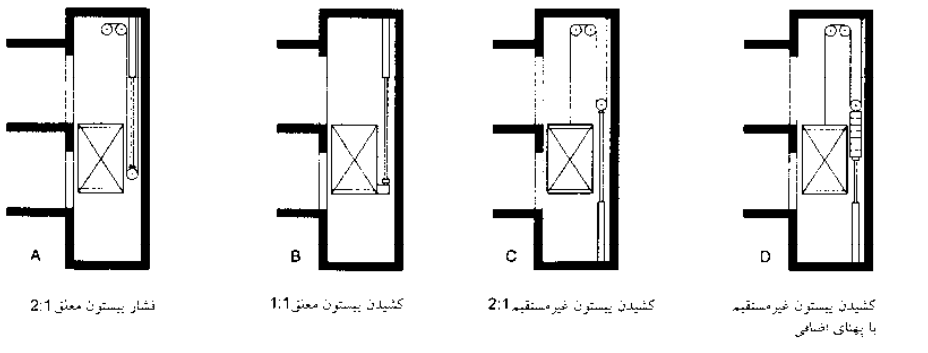 A
B
C
D
فشار پیستون معلق 2:1
کشیدن پیستون معلق 1:1
کشیدن پیستون غیرمستقیم 2:1
کشیدن پیستون غیرمستقیم
با پهنای اضافی